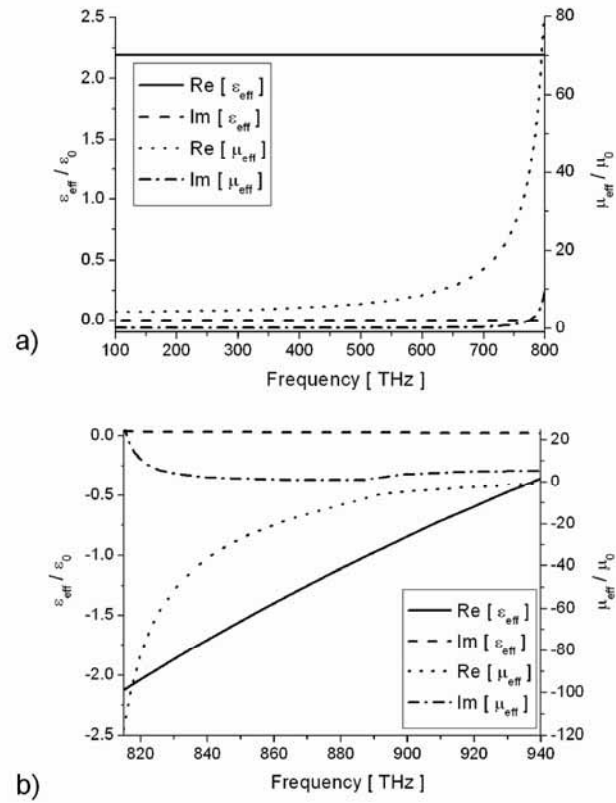 2.5
2.0
1.5
1.0
0.5
0.0
ε_eff / ε_0
80
60
40
20
0
μ_eff / μ_0
Re [ ε_eff ]
Im [ ε_eff ]
Re [ μ_eff ]
Im [ μ_eff ]
100 200 300 400 500 600 700 800
Frequency [ THz ]
a)
0.0
-0.5
-1.0
-1.5
-2.0
-2.5
ε_eff / ε_0
20
0
-20
-40
-60
-80
-100
-120
μ_eff / μ_0
Re [ ε_eff ]
Im [ ε_eff ]
Re [ μ_eff ]
Im [ μ_eff ]
820 840 860 880 900 920 940
Frequency [ THz ]
b)